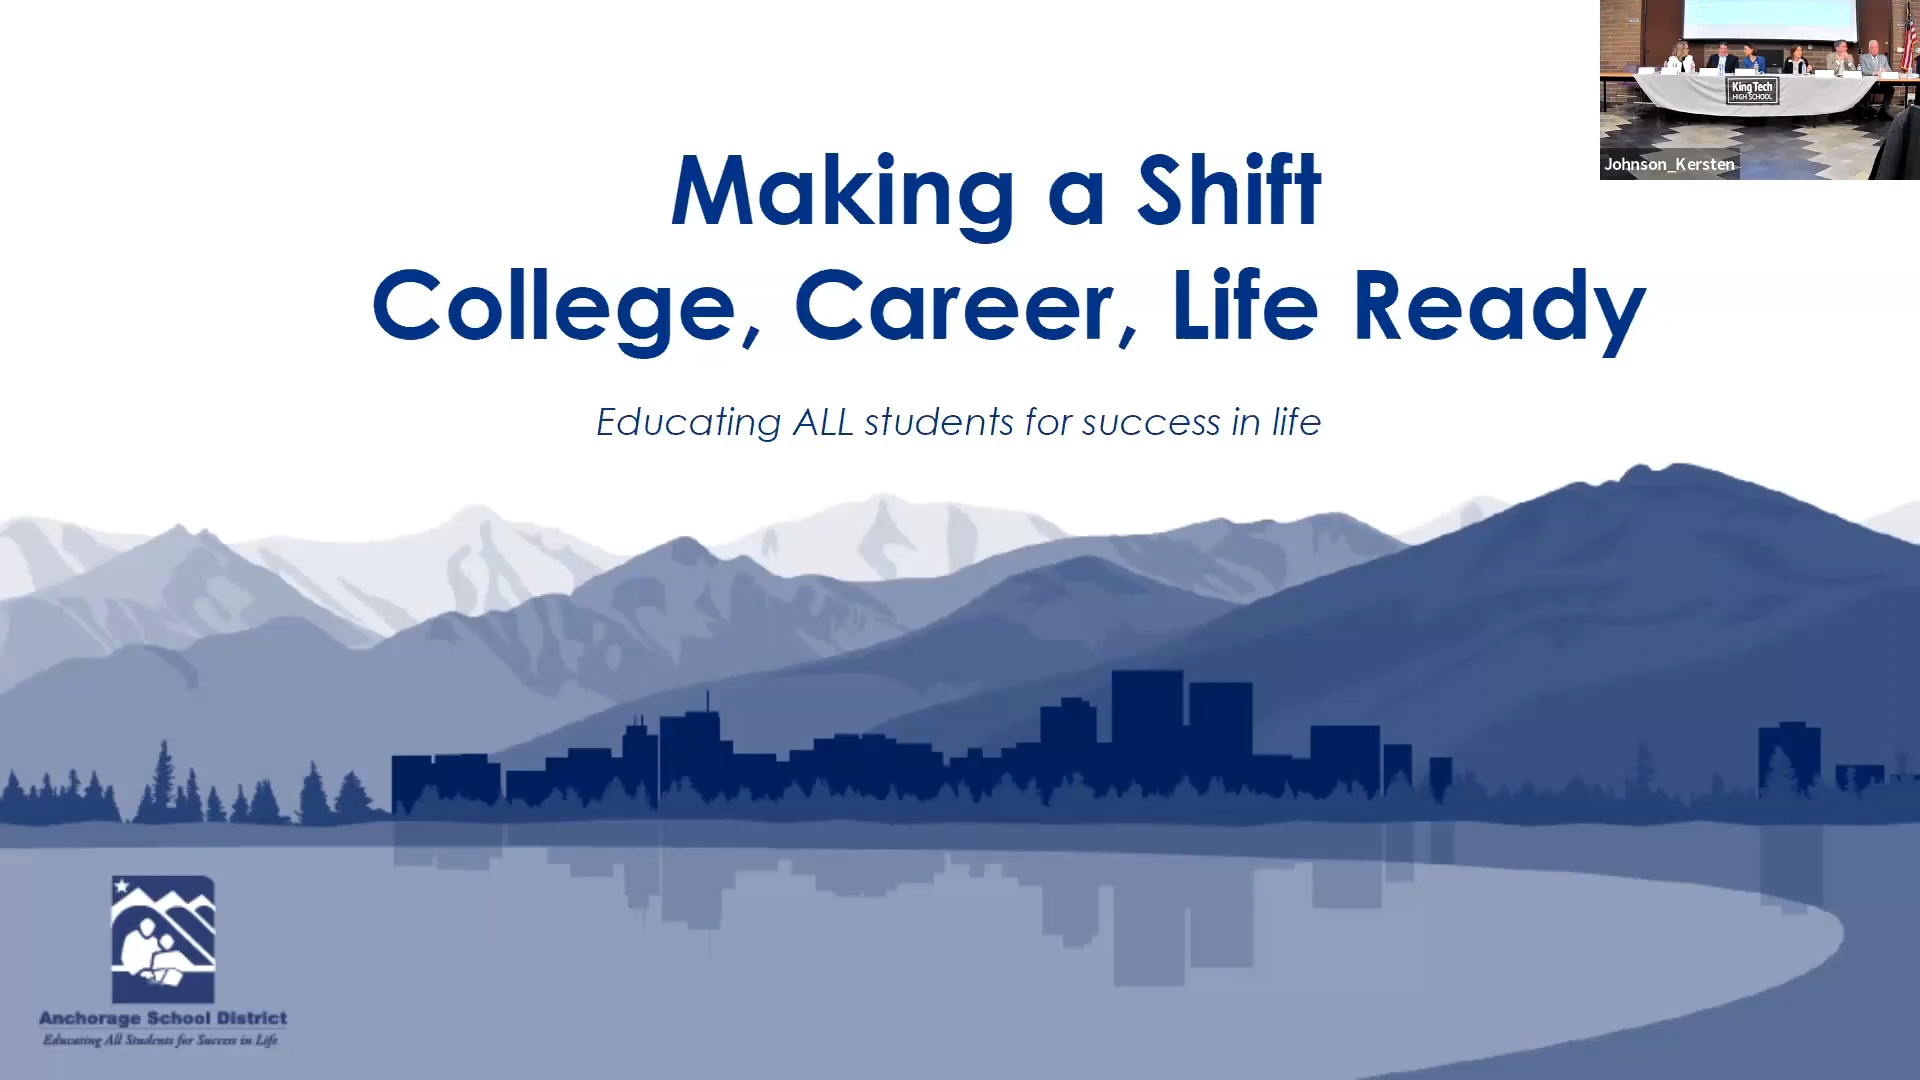 Making a Shift
College, Career, Life Ready
Educating ALL students for success in life
King Tech
HIGH SCHOOL
Johnson_Kersten
Anchorage School District
Educating All Students for Success in Life